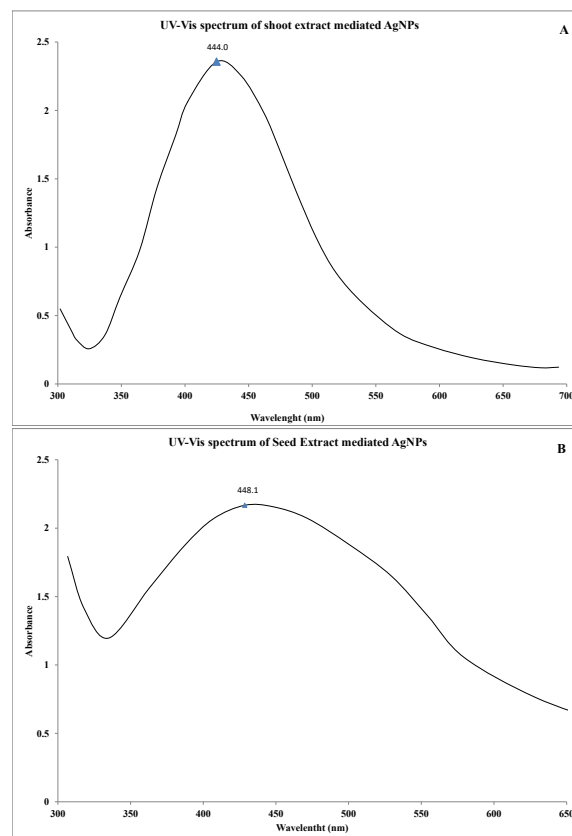 UV-Vis spectrum of shoot extract mediated AgNPs
A
444.0
2.5
2
1.5
1
0.5
0
Absorbance
300 350 400 450 500 550 600 650 700
Wavelenght (nm)
UV-Vis spectrum of Seed Extract mediated AgNPs
B
448.1
2.5
2
1.5
1
0.5
0
Absorbance
300 350 400 450 500 550 600 650
Wavelentht (nm)